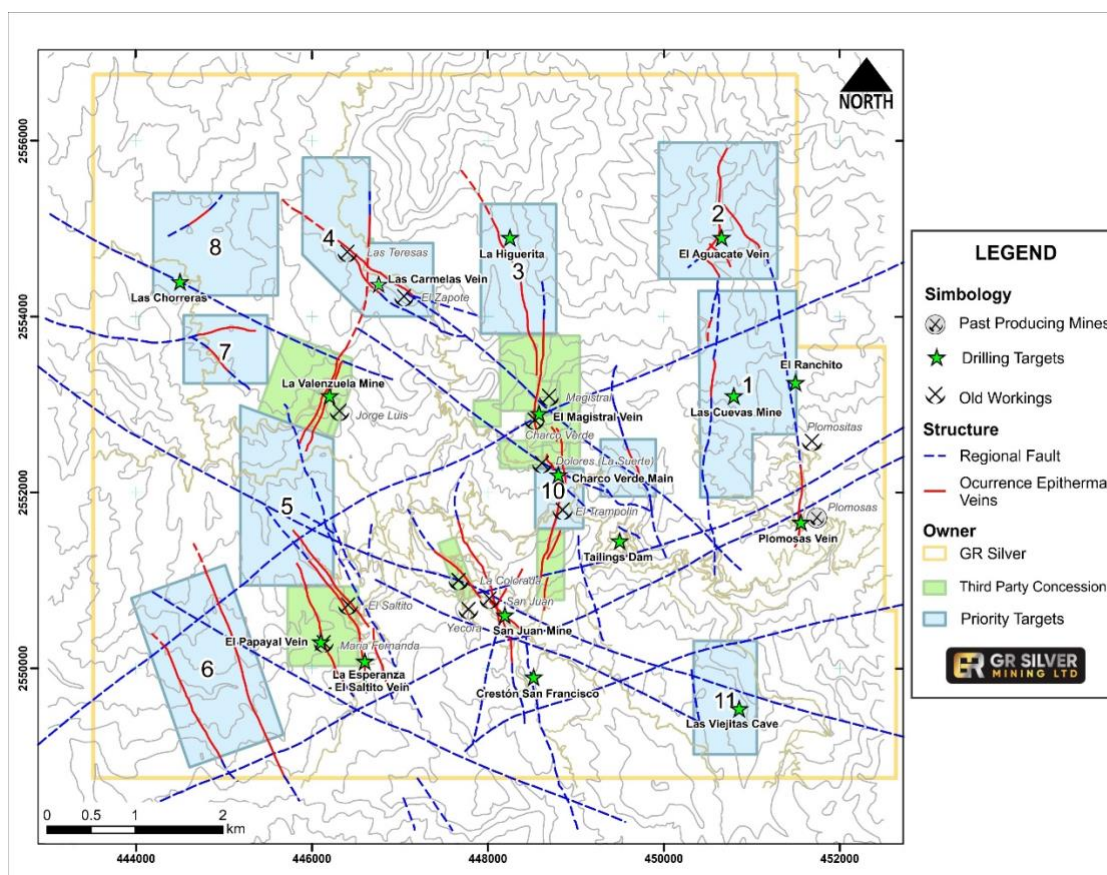 NORTH
2556000
2554000
2552000
2550000
444000
446000
448000
450000
452000
8
Las Chorreras
7
4
Las Teresas
Las Carmelas Vein
El Zapote
La Higuerita
3
2
El Aguacate Vein
El Ranchito
1
Las Cuevas Mine
Plomositas
Plomosas
Plomosas Vein
La Valenzuela Mine
Jorge Luis
Magistral
El Magistral Vein
Charco Verde
Dolores (La Suerte)
Charco Verde Main
10
El Trampolin
Tailings Dam
5
El Saltito
La Colorada
San Juan
Yecora
San Juan Mine
El Papayal Vein
Maria Fernanda
La Esperanza
- El Saltito Vein
6
Crestón San Francisco
11
Las Viejitas Cave
0 0.5 1 2
km
LEGEND
Simbology
Past Producing Mines
Drilling Targets
Old Workings
Structure
Regional Fault
Ocurrence Epitherma
Veins
Owner
GR Silver
Third Party Concession
Priority Targets
GR SILVER
MINING LTD